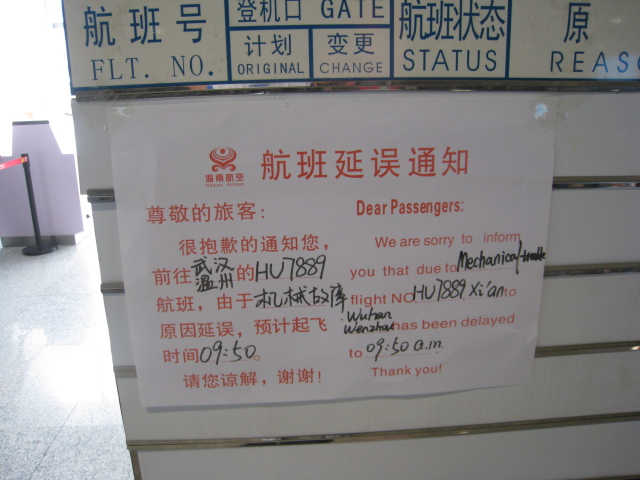 航班号
FLT. NO.
登机口 GATE
计划
ORIGINAL
变更
CHANGE
航班状态
STATUS
原
REASO
海南航空
Hainan Airlines
航班延误通知
尊敬的旅客：
很抱歉的通知您，
前往武汉温州的HU7889
航班，由于机械故障
原因延误，预计起飞
时间09:50。
请您谅解，谢谢！
Dear Passengers:
We are sorry to inform
you that due to Mechanical trouble
flight NO HU7889 Xi'an to
Wuhan
Wenzhou has been delayed
to 09:50 a.m.
Thank you!